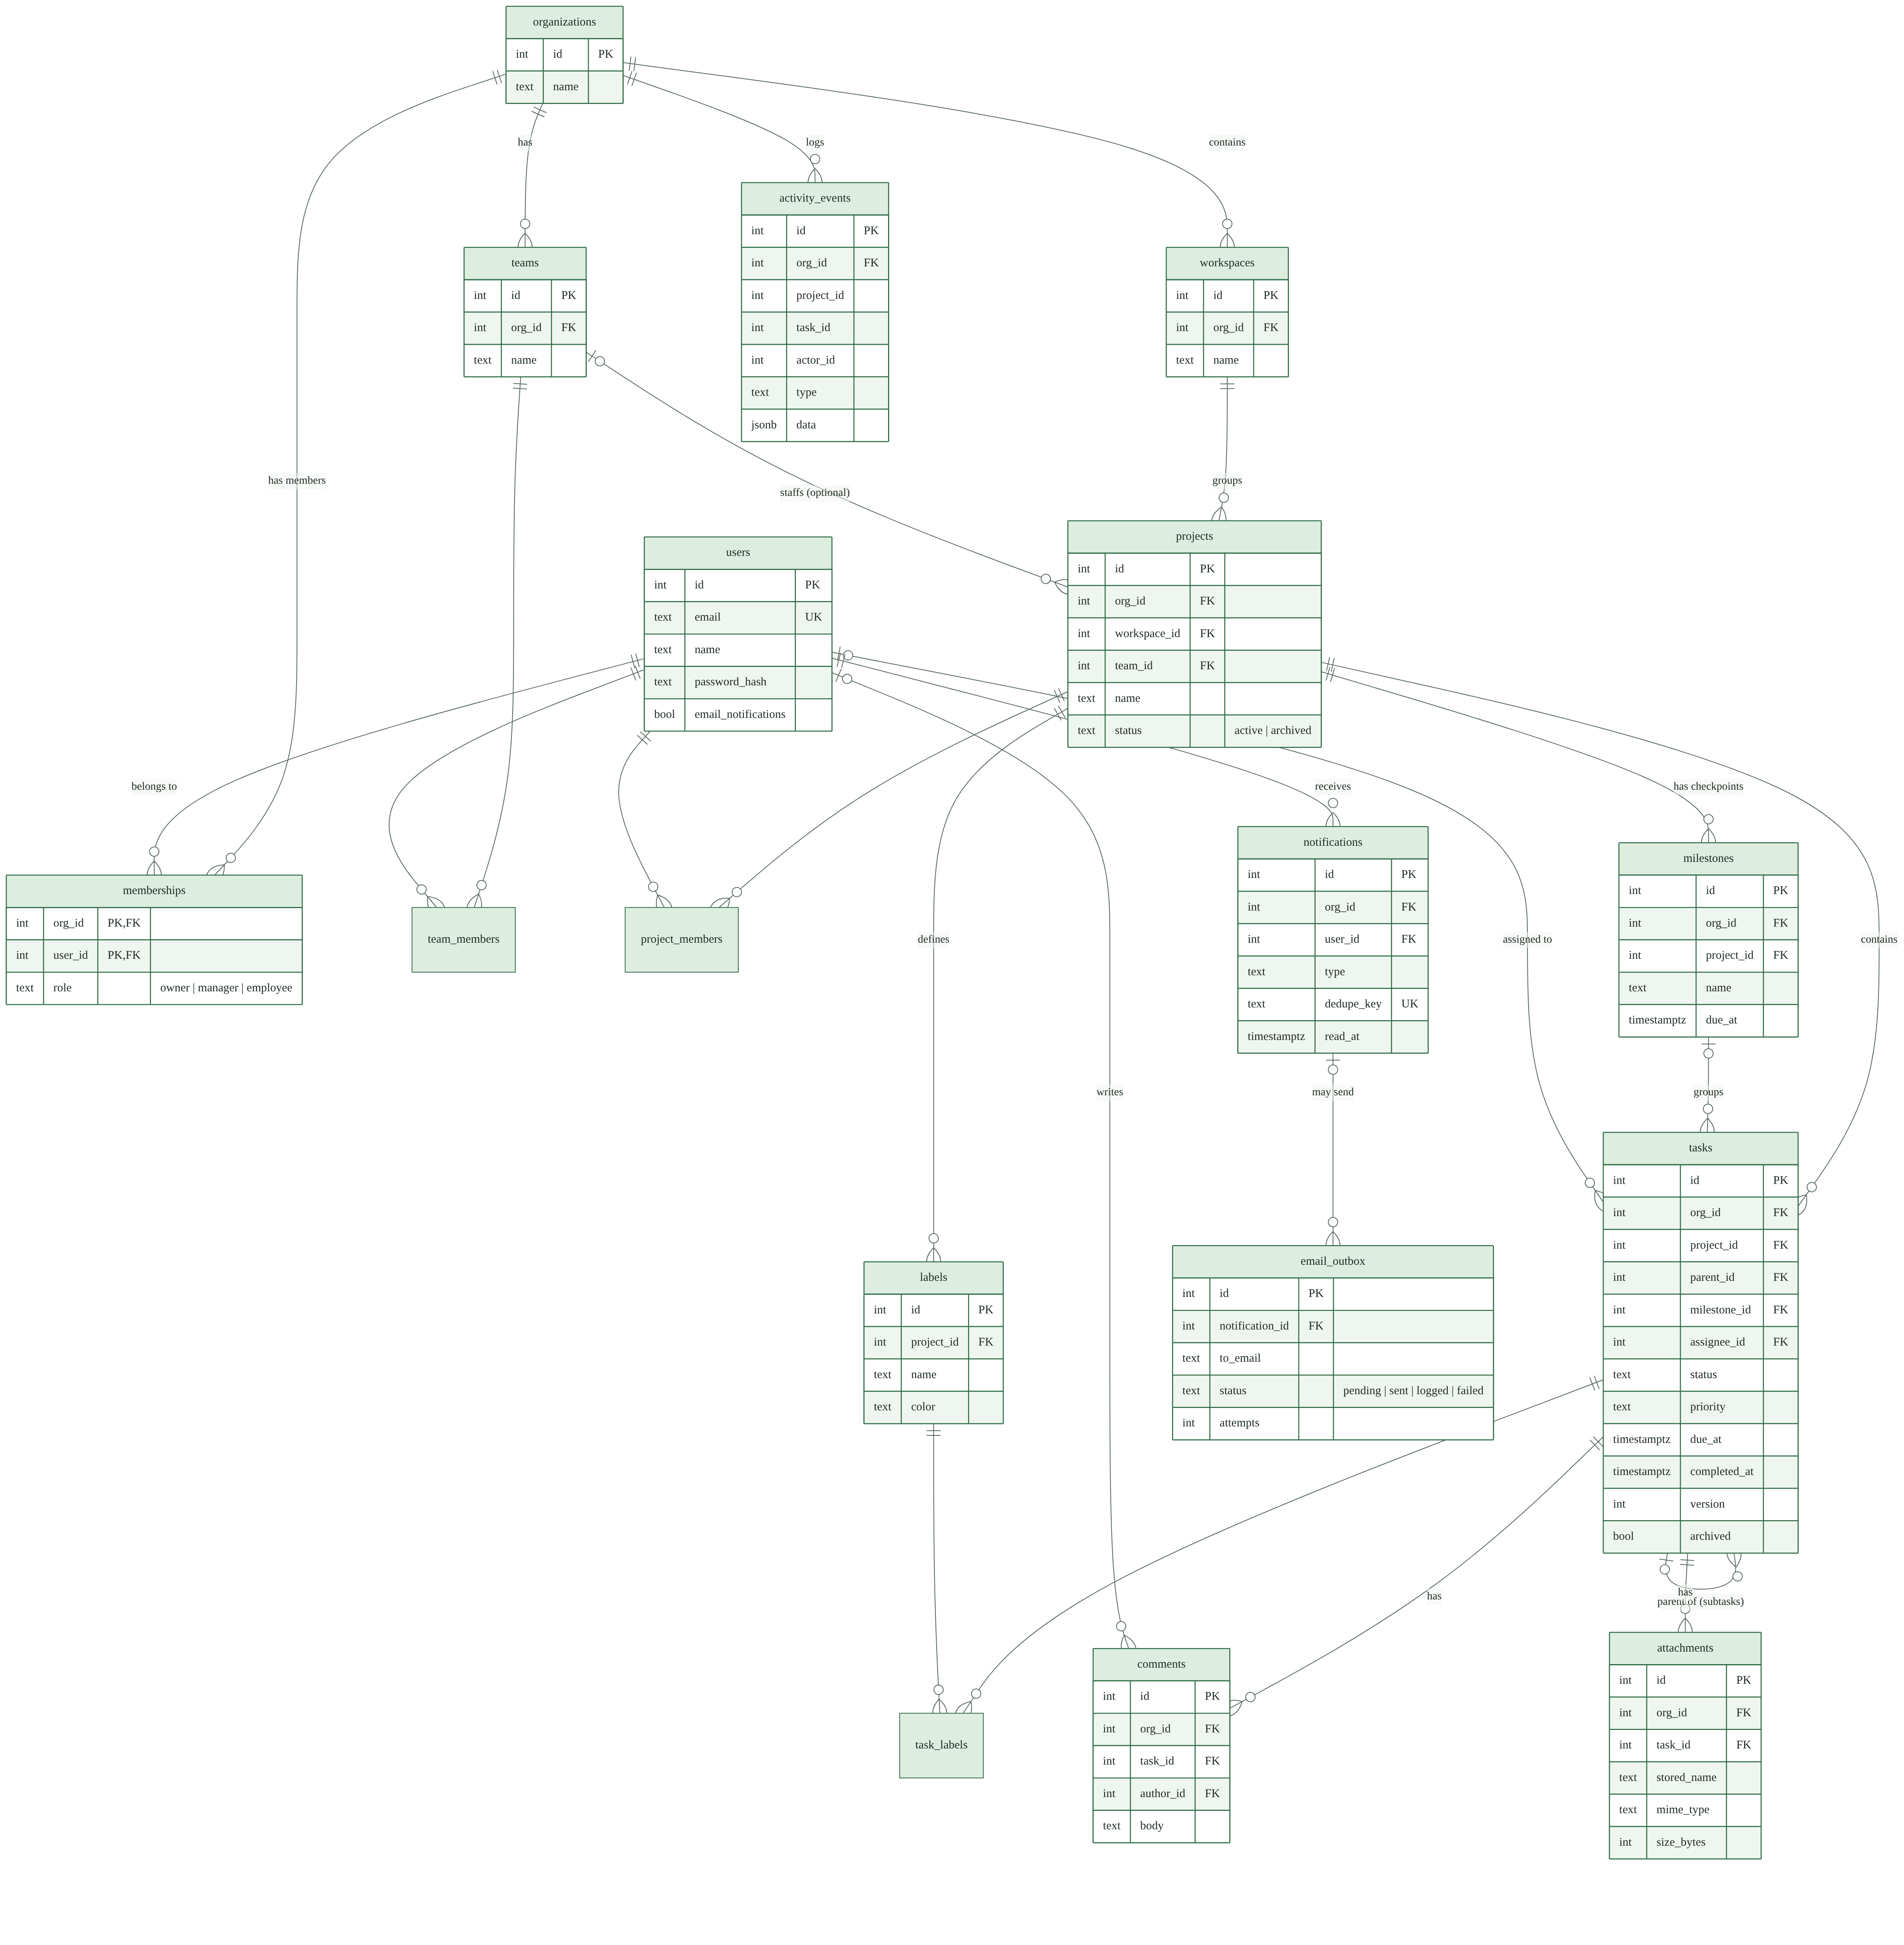 organizations
int id PK
text name
has
logs
contains
activity_events
int id PK
int org_id FK
int project_id
int task_id
int actor_id
text type
jsonb data
teams
int id PK
int org_id FK
text name
workspaces
int id PK
int org_id FK
text name
has members
staffs (optional)
groups
users
int id PK
text email UK
text name
text password_hash
bool email_notifications
projects
int id PK
int org_id FK
int workspace_id FK
int team_id FK
text name
text status active | archived
belongs to
receives
has checkpoints
memberships
int org_id PK,FK
int user_id PK,FK
text role owner | manager | employee
team_members
project_members
defines
notifications
int id PK
int org_id FK
int user_id FK
text type
text dedupe_key UK
timestamptz read_at
assigned to
milestones
int id PK
int org_id FK
int project_id FK
text name
timestamptz due_at
contains
writes
may send
groups
labels
int id PK
int project_id FK
text name
text color
email_outbox
int id PK
int notification_id FK
text to_email
text status pending | sent | logged | failed
int attempts
tasks
int id PK
int org_id FK
int project_id FK
int parent_id FK
int milestone_id FK
int assignee_id FK
text status
text priority
timestamptz due_at
timestamptz completed_at
int version
bool archived
has
has
parent of (subtasks)
task_labels
comments
int id PK
int org_id FK
int task_id FK
int author_id FK
text body
attachments
int id PK
int org_id FK
int task_id FK
text stored_name
text mime_type
int size_bytes